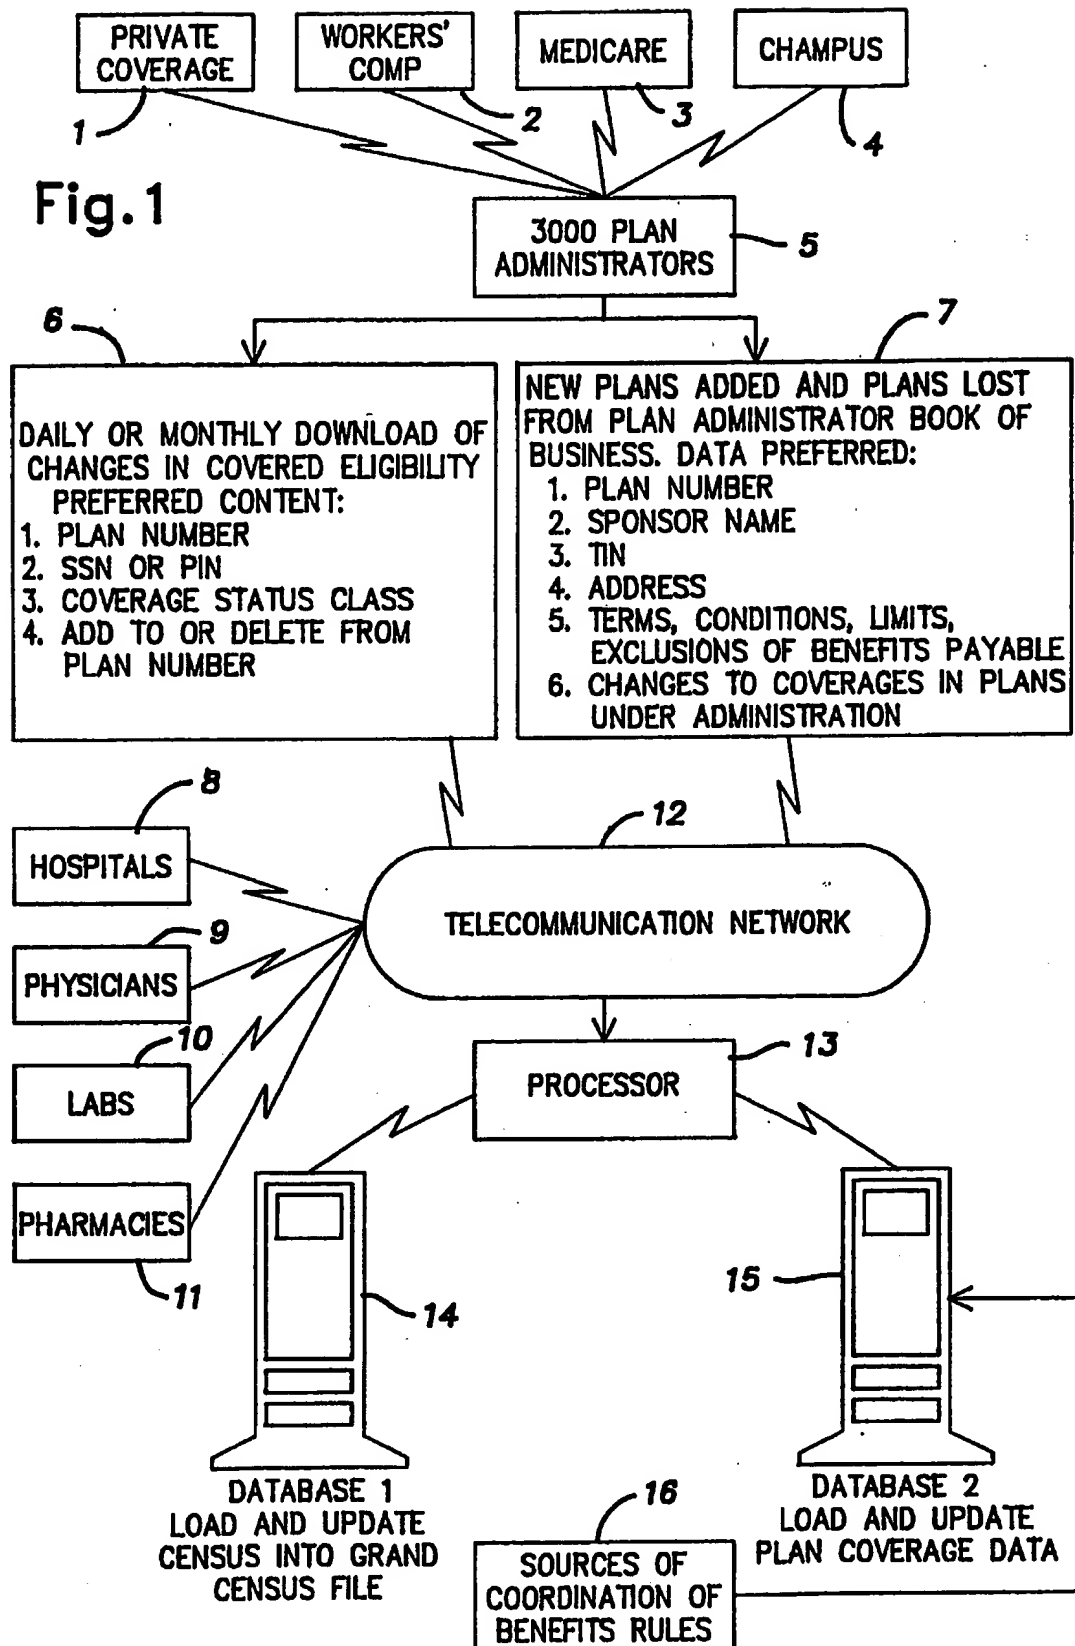 PRIVATE
COVERAGE
WORKERS'
COMP
MEDICARE
CHAMPUS
1
2
3
4
Fig.1
3000 PLAN
ADMINISTRATORS
5
6
7
DAILY OR MONTHLY DOWNLOAD OF
CHANGES IN COVERED ELIGIBILITY
PREFERRED CONTENT:
1. PLAN NUMBER
2. SSN OR PIN
3. COVERAGE STATUS CLASS
4. ADD TO OR DELETE FROM
PLAN NUMBER
NEW PLANS ADDED AND PLANS LOST
FROM PLAN ADMINISTRATOR BOOK OF
BUSINESS. DATA PREFERRED:
1. PLAN NUMBER
2. SPONSOR NAME
3. TIN
4. ADDRESS
5. TERMS, CONDITIONS, LIMITS,
EXCLUSIONS OF BENEFITS PAYABLE
6. CHANGES TO COVERAGES IN PLANS
UNDER ADMINISTRATION
8
HOSPITALS
9
PHYSICIANS
10
LABS
PHARMACIES
11
12
TELECOMMUNICATION NETWORK
13
PROCESSOR
14
15
DATABASE 1
LOAD AND UPDATE
CENSUS INTO GRAND
CENSUS FILE
DATABASE 2
LOAD AND UPDATE
PLAN COVERAGE DATA
16
SOURCES OF
COORDINATION OF
BENEFITS RULES